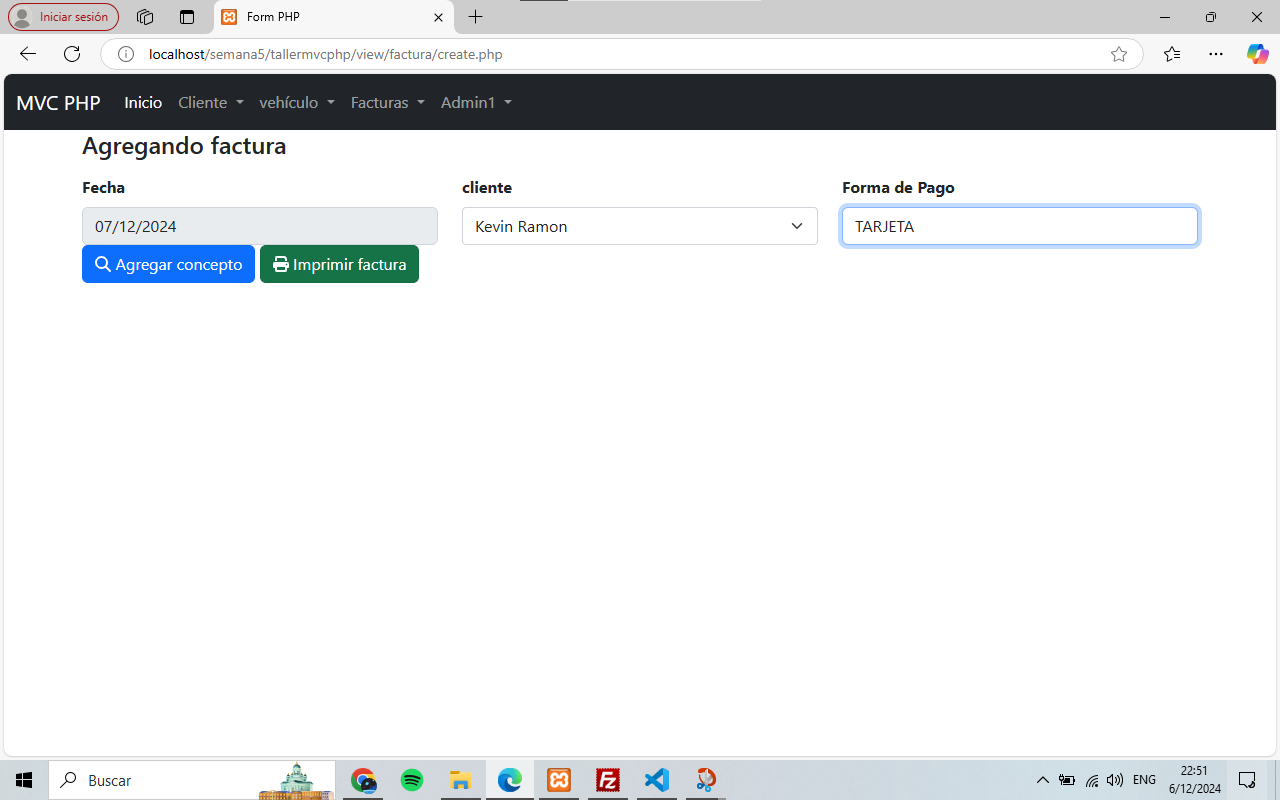 Iniciar sesión
Form PHP
localhost/semana5/tallermvcphp/view/factura/create.php
MVC PHP Inicio Cliente vehículo Facturas Admin1
Agregando factura
Fecha cliente Forma de Pago
07/12/2024 Kevin Ramon TARJETA
Agregar concepto Imprimir factura
Buscar
ENG
22:51
6/12/2024